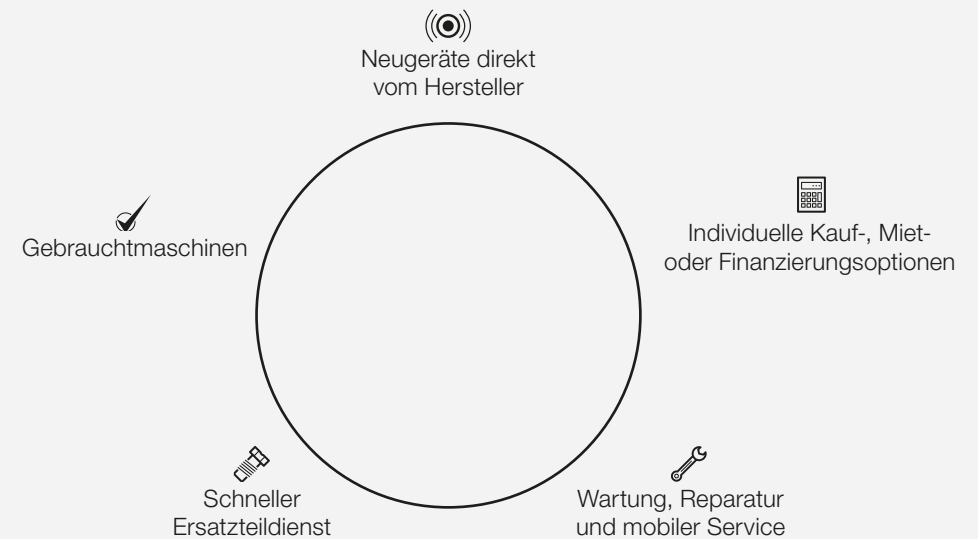 Neugeräte direkt
vom Hersteller
Gebrauchtmaschinen
Individuelle Kauf-, Miet-
oder Finanzierungsoptionen
Schneller
Ersatzteildienst
Wartung, Reparatur
und mobiler Service